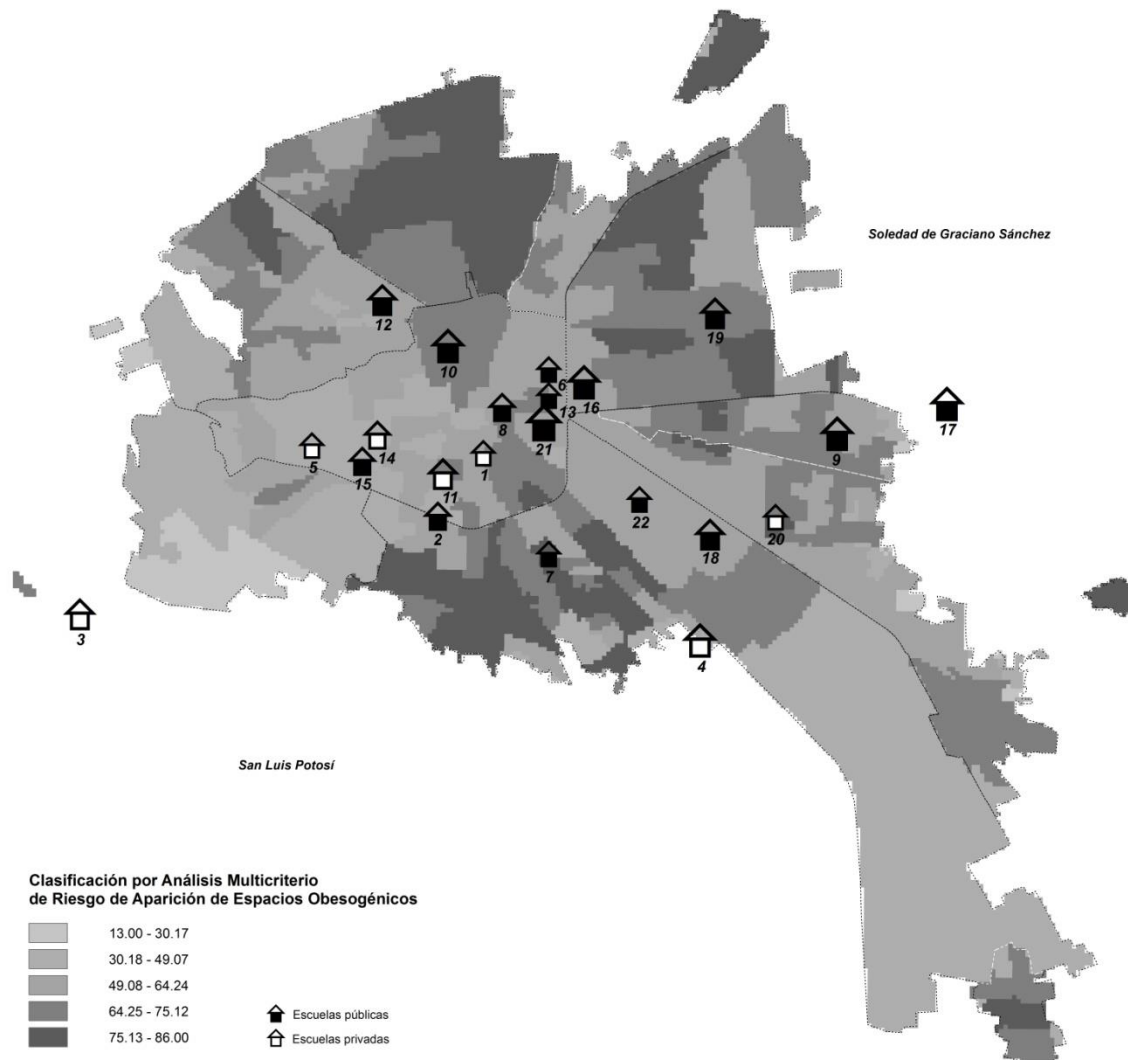 Soledad de Graciano Sánchez
12
19
10
6
16
13
8
21
17
9
14
5
1
15
11
22
20
2
18
7
3
4
San Luis Potosí
Clasificación por Análisis Multicriterio
de Riesgo de Aparición de Espacios Obesogénicos
13.00 - 30.17
30.18 - 49.07
49.08 - 64.24
64.25 - 75.12
75.13 - 86.00
Escuelas públicas
Escuelas privadas